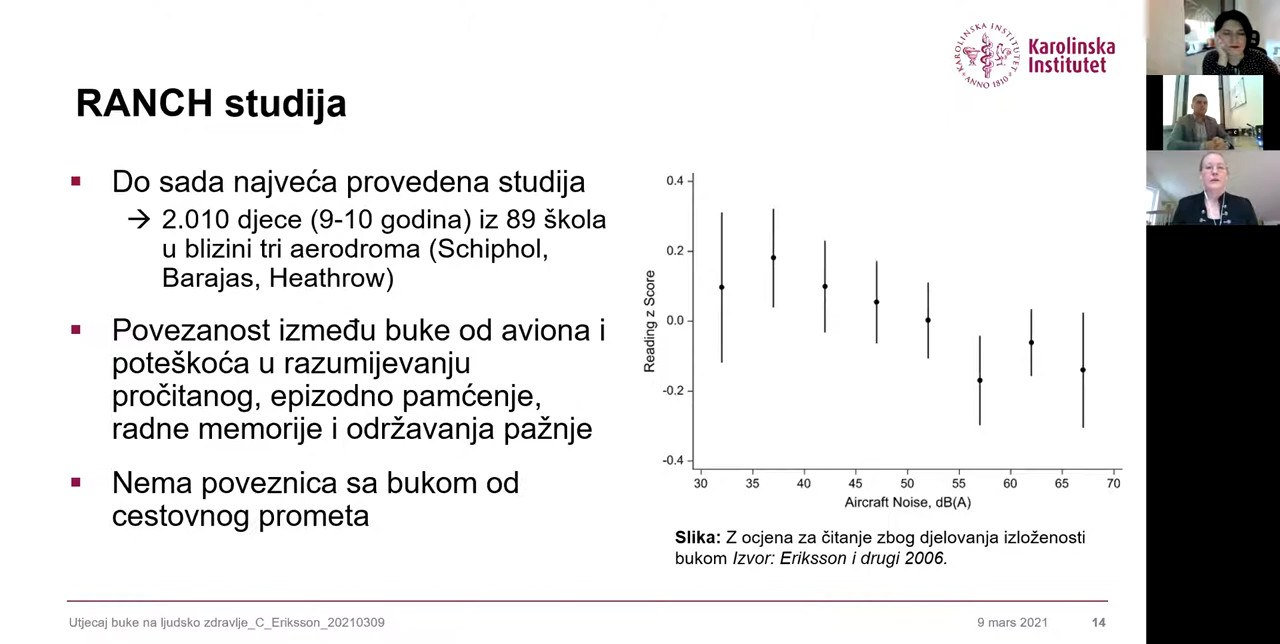 Karolinska
Institutet
KAROLINSKA INSTITUTET
ANNO 1810
RANCH studija
Do sada najveća provedena studija
→ 2.010 djece (9-10 godina) iz 89 škola
u blizini tri aerodroma (Schiphol,
Barajas, Heathrow)
Povezanost između buke od aviona i
poteškoća u razumijevanju
pročitanog, epizodno pamćenje,
radne memorije i održavanja pažnje
Nema poveznica sa bukom od
cestovnog prometa
Reading z Score
0.4
0.2
0.0
-0.2
-0.4
30 35 40 45 50 55 60 65 70
Aircraft Noise, dB(A)
Slika: Z ocjena za čitanje zbog djelovanja izloženosti
bukom Izvor: Eriksson i drugi 2006.
Utjecaj buke na ljudsko zdravlje_C_Eriksson_20210309
9 mars 2021
14